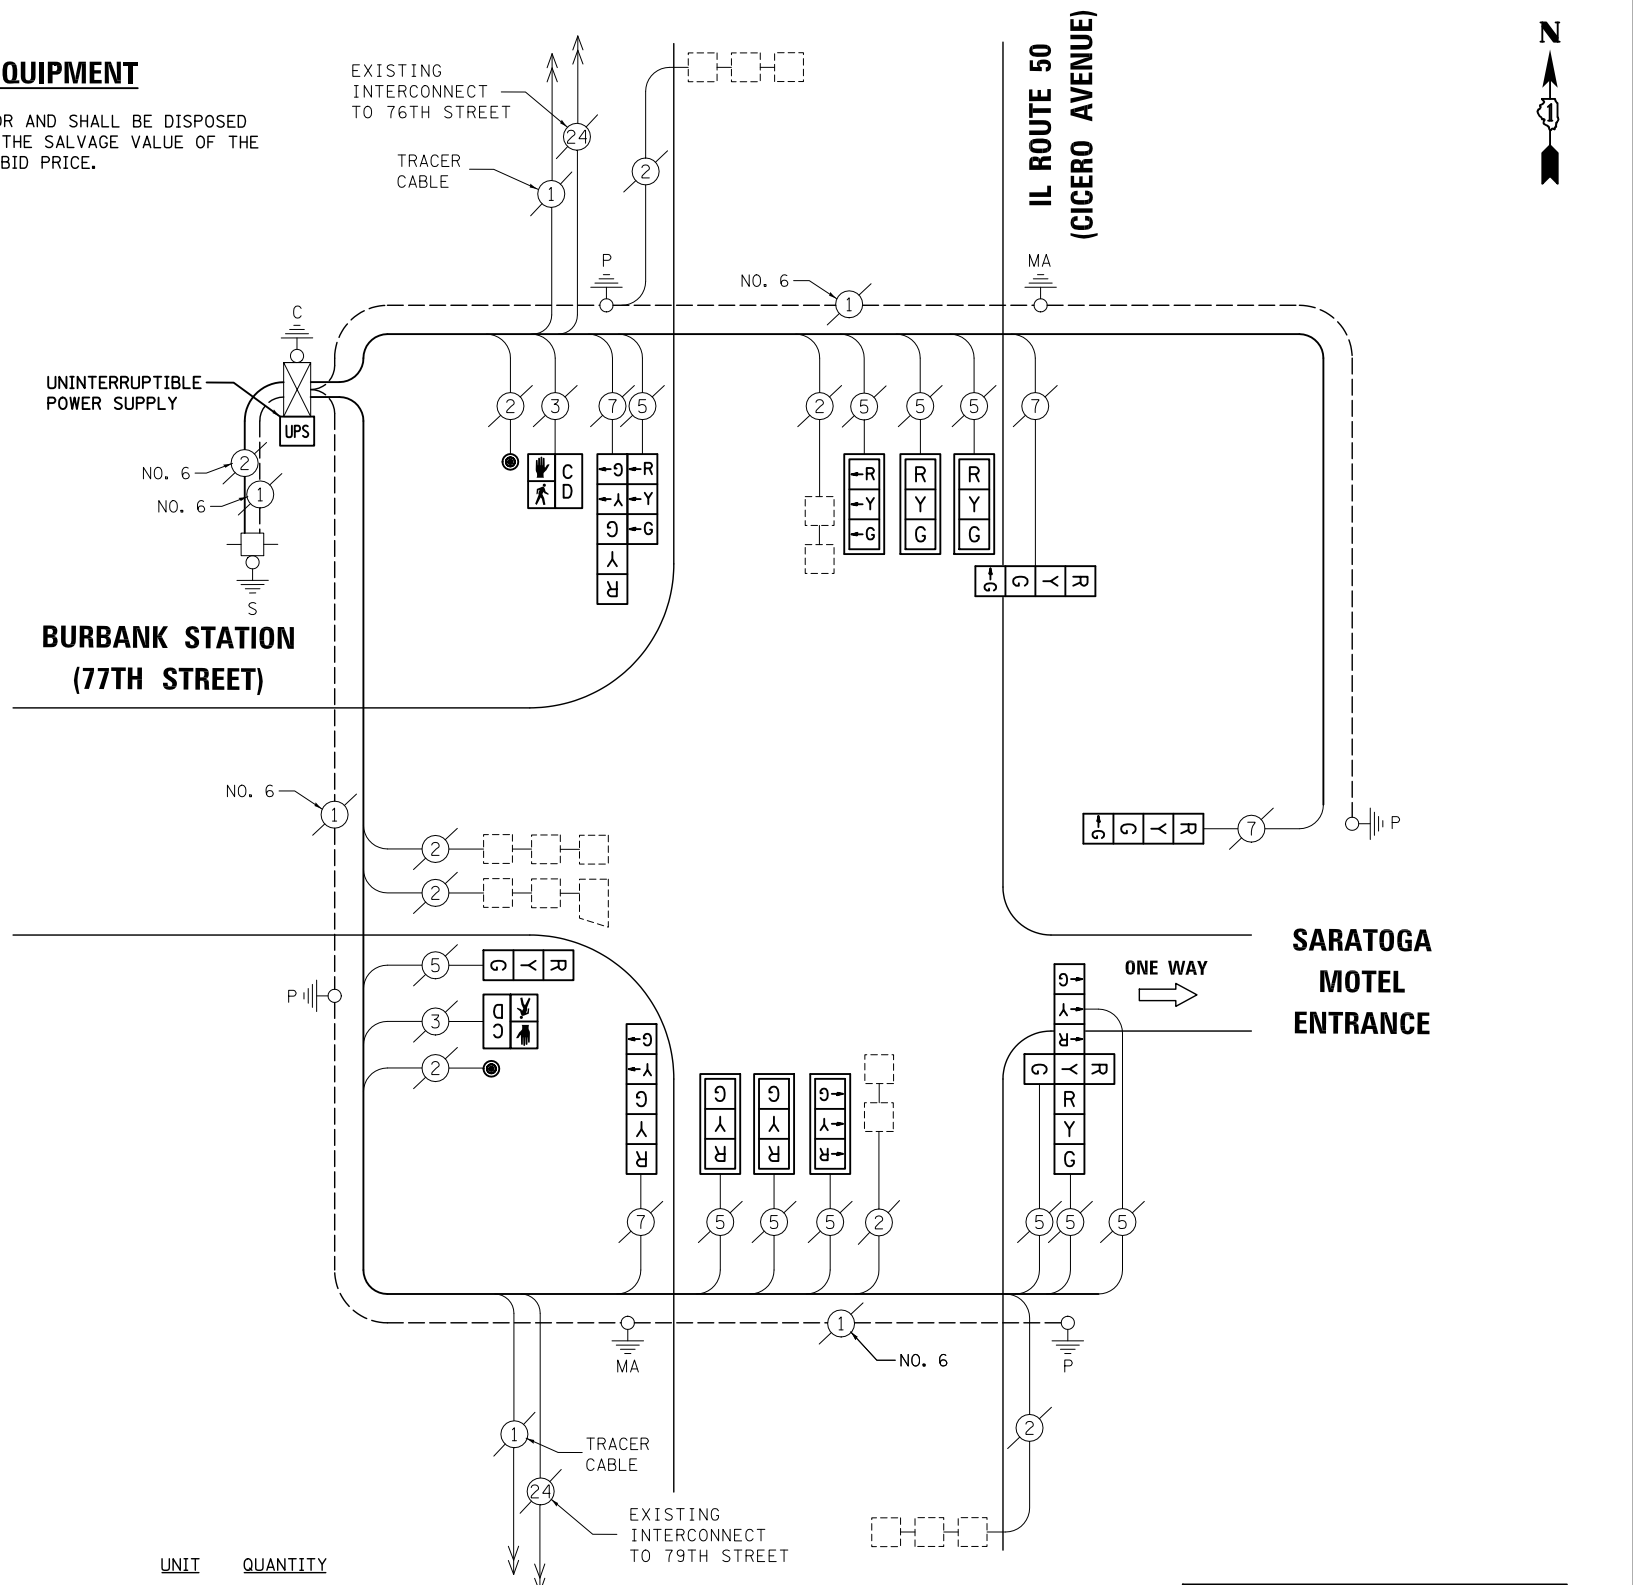 QUIPMENT
OR AND SHALL BE DISPOSED
THE SALVAGE VALUE OF THE
BID PRICE.
EXISTING
INTERCONNECT
TO 76TH STREET
24
TRACER
CABLE
1
2
IL ROUTE 50
(CICERO AVENUE)
N
1
P
NO. 6
1
MA
C
UNINTERRUPTIBLE
POWER SUPPLY
UPS
NO. 6
2
NO. 6
1
S
2
3
7
5
2
5
5
5
7
C
D
G R
Y Y
G G
Y
R
R
Y
G
R
Y
G
R
Y
G
G G Y R
BURBANK STATION
(77TH STREET)
NO. 6
1
2
2
G G Y R
7
P
5
G Y R
P
3
C D
2
SARATOGA
MOTEL
ENTRANCE
ONE WAY
G
Y
R
G Y R
R
Y
G
G
Y
G
Y
R
G
Y
R
G
Y
R
G
Y
R
7
5
5
5
2
5
5
5
MA
1
NO. 6
P
1
TRACER
CABLE
24
EXISTING
INTERCONNECT
TO 79TH STREET
2
UNIT QUANTITY